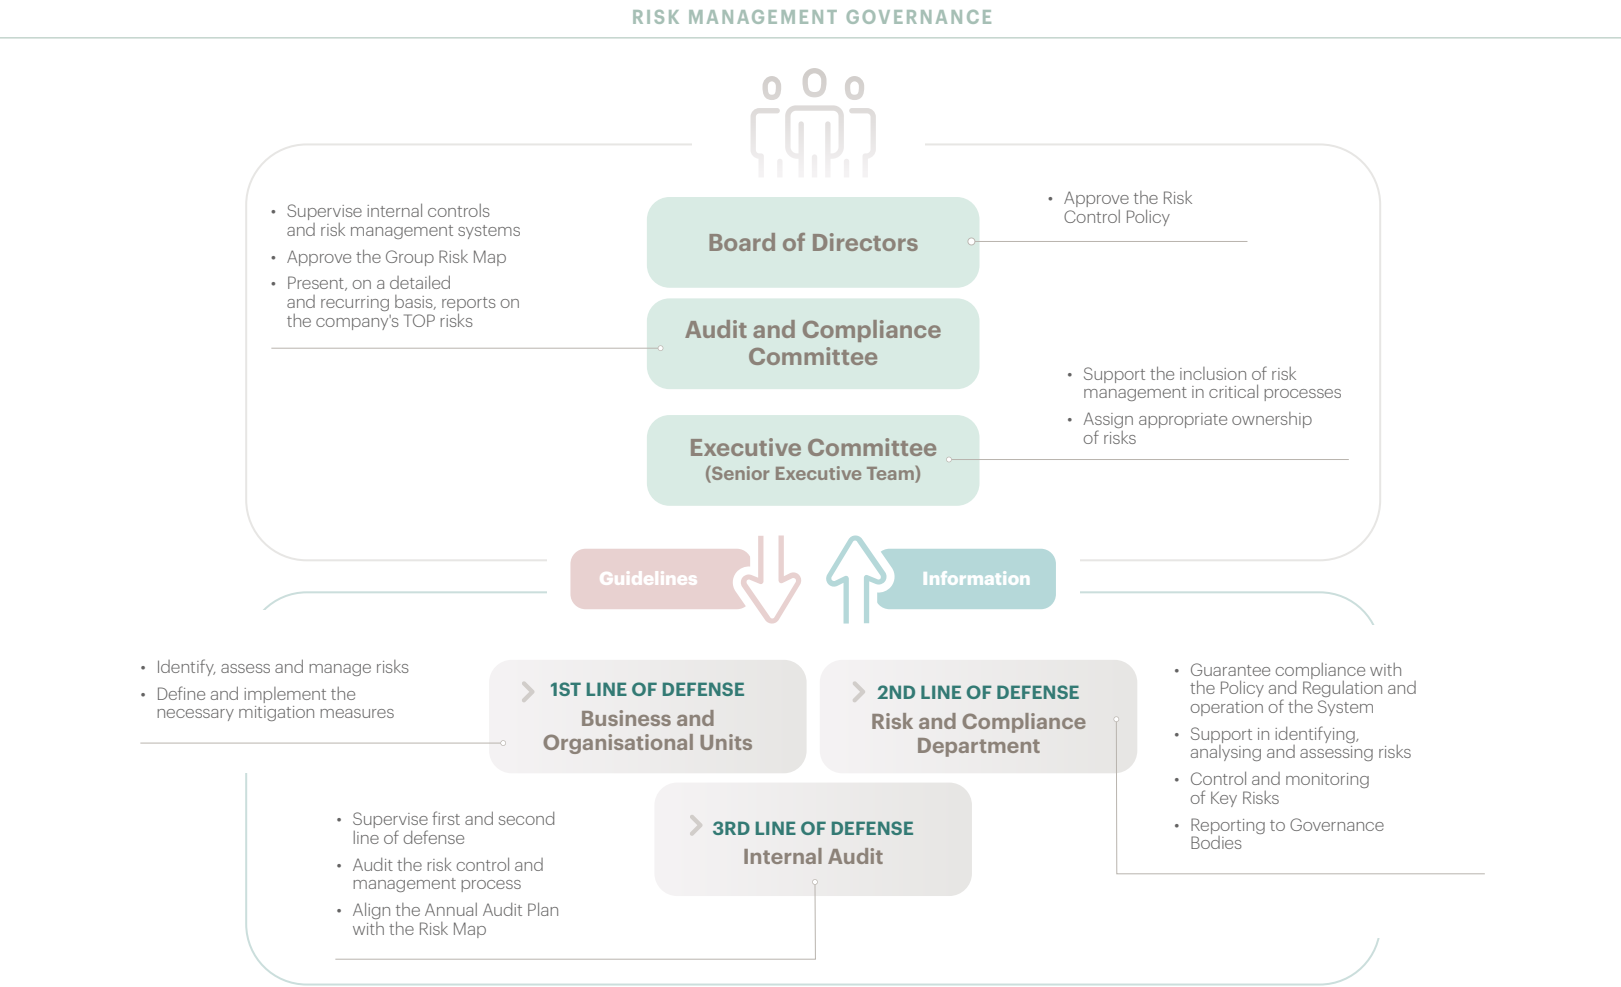 RISK MANAGEMENT GOVERNANCE
• Supervise internal controls
and risk management systems
• Approve the Group Risk Map
• Present, on a detailed
and recurring basis, reports on
the company's TOP risks
Board of Directors
• Approve the Risk
Control Policy
Audit and Compliance
Committee
Executive Committee
(Senior Executive Team)
• Support the inclusion of risk
management in critical processes
• Assign appropriate ownership
of risks
Guidelines
Information
• Identify, assess and manage risks
• Define and implement the
necessary mitigation measures
1ST LINE OF DEFENSE
Business and
Organisational Units
2ND LINE OF DEFENSE
Risk and Compliance
Department
• Guarantee compliance with
the Policy and Regulation and
operation of the System
• Support in identifying,
analysing and assessing risks
• Control and monitoring
of Key Risks
• Reporting to Governance
Bodies
• Supervise first and second
line of defense
• Audit the risk control and
management process
• Align the Annual Audit Plan
with the Risk Map
3RD LINE OF DEFENSE
Internal Audit